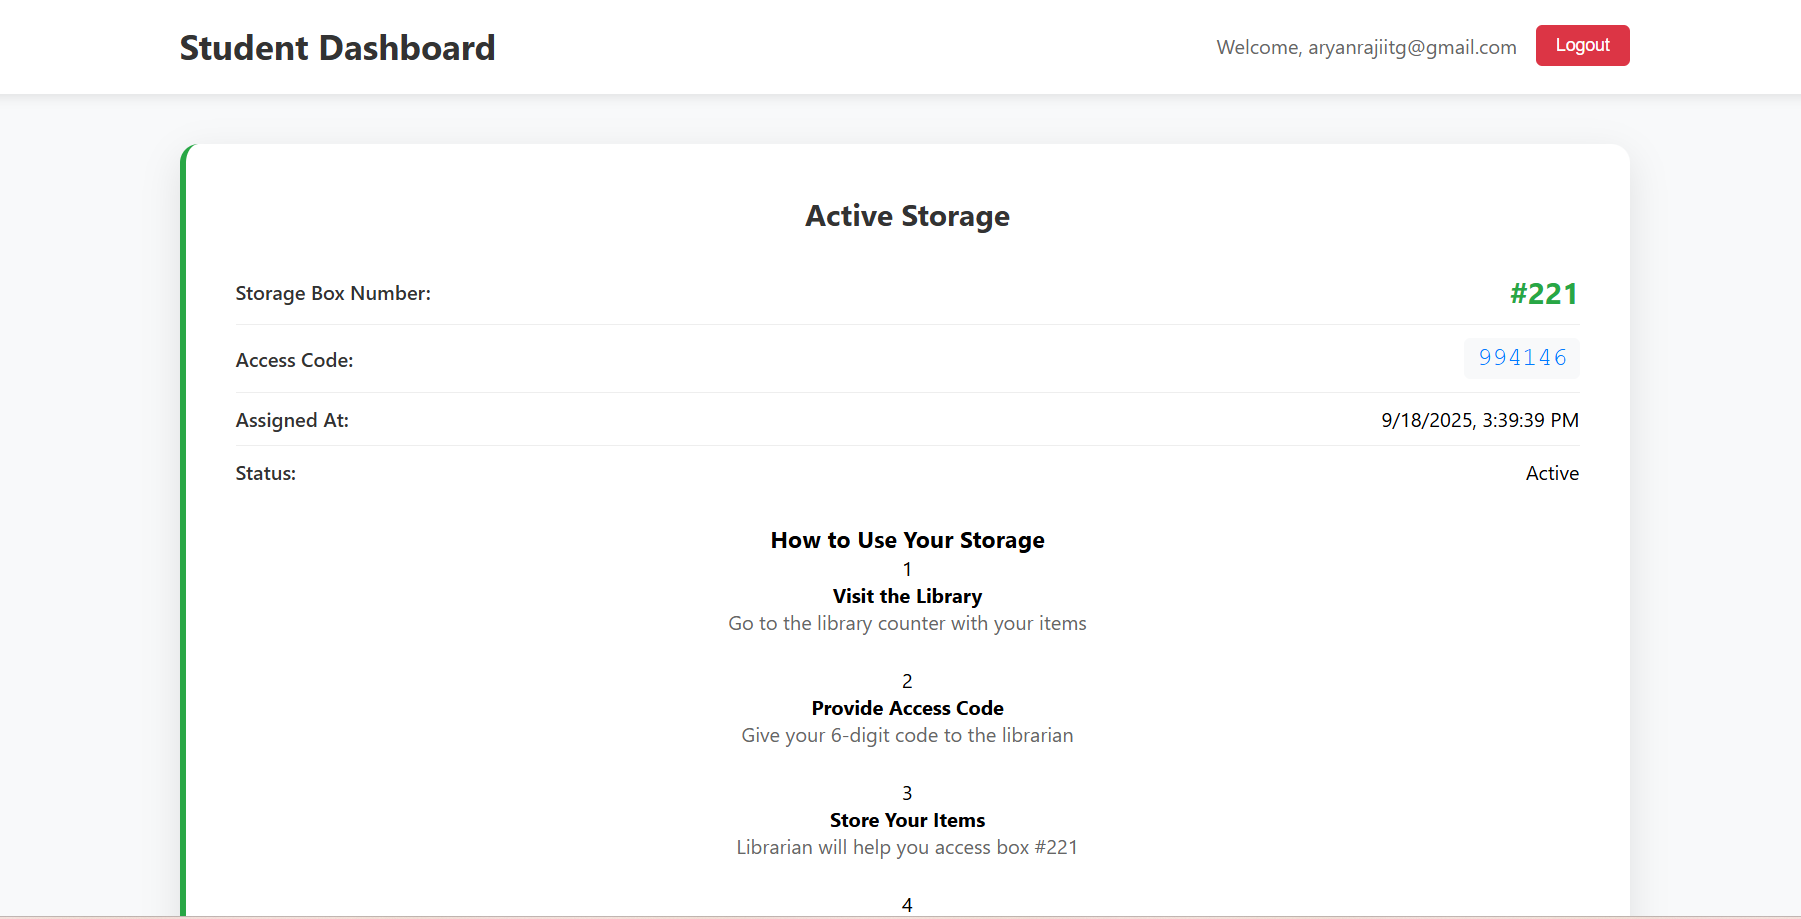 Student Dashboard
Welcome, aryanrajiitg@gmail.com
Logout
Active Storage
Storage Box Number:
#221
Access Code:
994146
Assigned At:
9/18/2025, 3:39:39 PM
Status:
Active
How to Use Your Storage
1
Visit the Library
Go to the library counter with your items
2
Provide Access Code
Give your 6-digit code to the librarian
3
Store Your Items
Librarian will help you access box #221
4